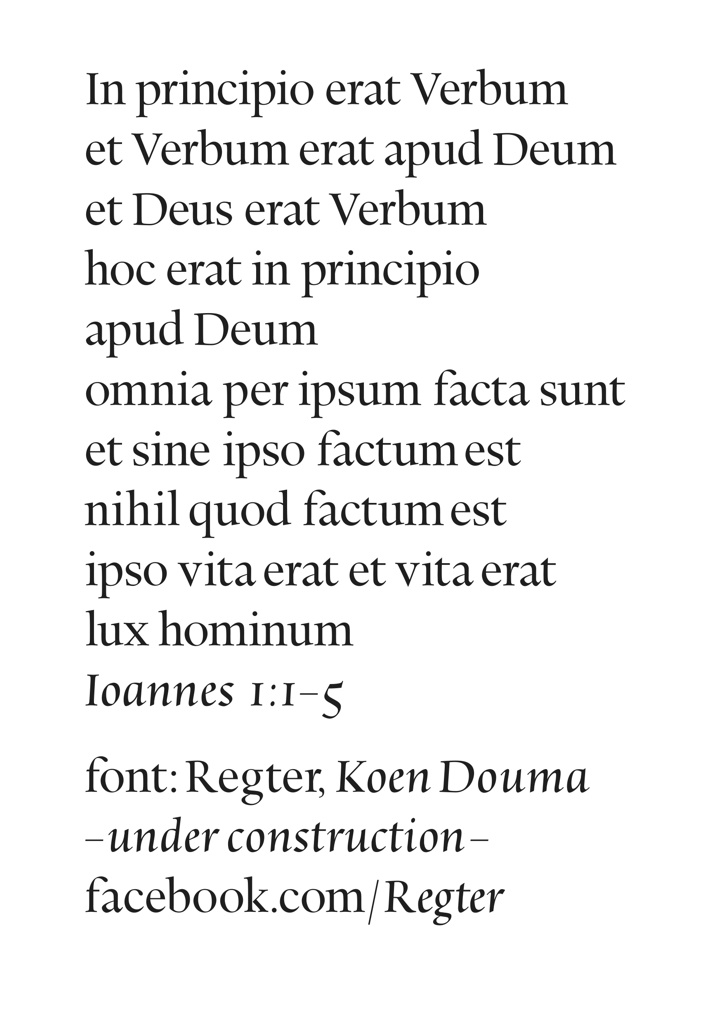 In principio erat Verbum
et Verbum erat apud Deum
et Deus erat Verbum
hoc erat in principio
apud Deum
omnia per ipsum facta sunt
et sine ipso factum est
nihil quod factum est
ipso vita erat et vita erat
lux hominum
Ioannes 1:1–5
font: Regter, Koen Douma
–under construction–
facebook.com/Regter